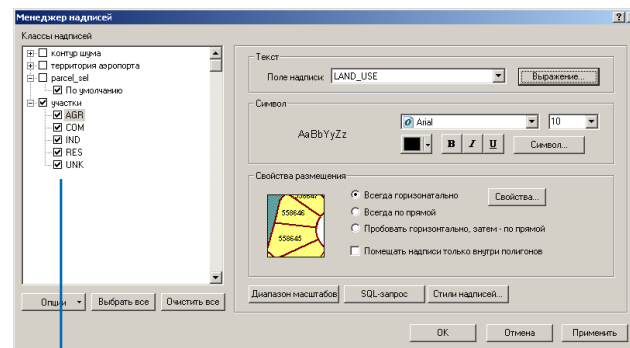 Менеджер надписей
Классы надписей
контур шума
территория аэропорта
parcel_sel
По умолчанию
участки
AGR
COM
IND
RES
UNK
Опции
Выбрать все
Очистить все
Текст
Поле надписи:
LAND_USE
Выражение...
Символ
AaBbYyZz
Arial
10
B I U
Символ...
Свойства размещения
558647
558646
558645
Всегда горизонатально
Всегда по прямой
Пробовать горизонтально, затем - по прямой
Помещать надписи только внутри полигонов
Свойства...
Диапазон масштабов
SQL-запрос
Стили надписей...
OK
Отмена
Применить